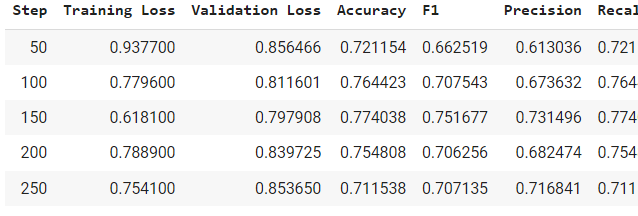 Step Training Loss Validation Loss Accuracy F1 Precision
50 0.937700 0.856466 0.721154 0.662519 0.613036 0.721
100 0.779600 0.811601 0.764423 0.707543 0.673632 0.764
150 0.618100 0.797908 0.774038 0.751677 0.731496 0.774
200 0.788900 0.839725 0.754808 0.706256 0.682474 0.754
250 0.754100 0.853650 0.711538 0.707135 0.716841 0.711